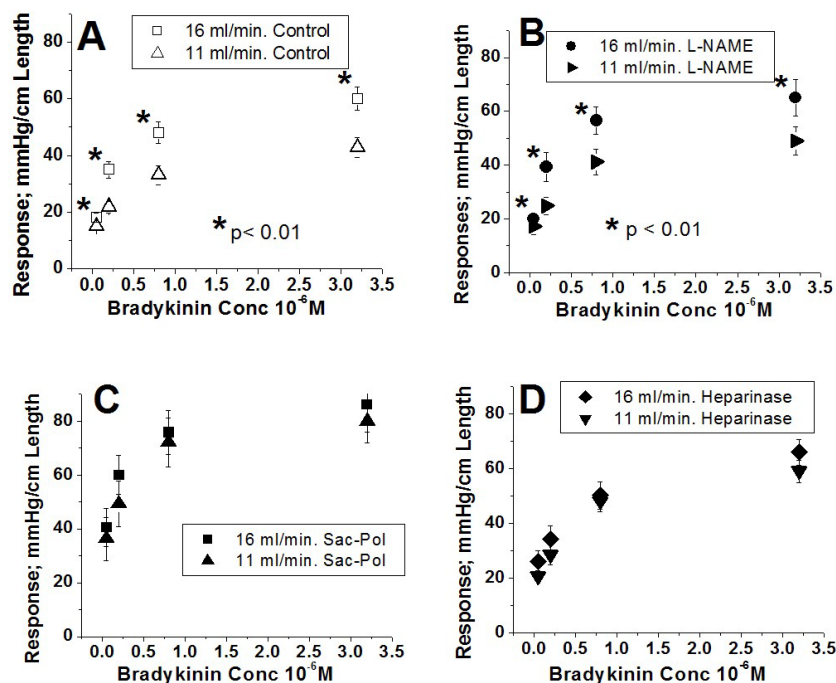 A
16 ml/min. Control
11 ml/min. Control
Response; mmHg/cm Length
80
60
40
20
0
*
*
*
*
* p< 0.01
0.0 0.5 1.0 1.5 2.0 2.5 3.0 3.5
Bradykinin Conc 10⁻⁶M
B
16 ml/min. L-NAME
11 ml/min. L-NAME
Responses; mmHg/cm Length
80
60
40
20
0
*
*
*
*
* p < 0.01
0.0 0.5 1.0 1.5 2.0 2.5 3.0 3.5
Bradykinin Conc 10⁻⁶M
C
16 ml/min. Sac-Pol
11 ml/min. Sac-Pol
Response; mmHg/cm Length
80
60
40
20
0
0.0 0.5 1.0 1.5 2.0 2.5 3.0 3.5
Bradykinin Conc 10⁻⁶M
D
16 ml/min. Heparinase
11 ml/min. Heparinase
Response; mmHg/cm Length
80
60
40
20
0
0.0 0.5 1.0 1.5 2.0 2.5 3.0 3.5
Bradykinin Conc 10⁻⁶M